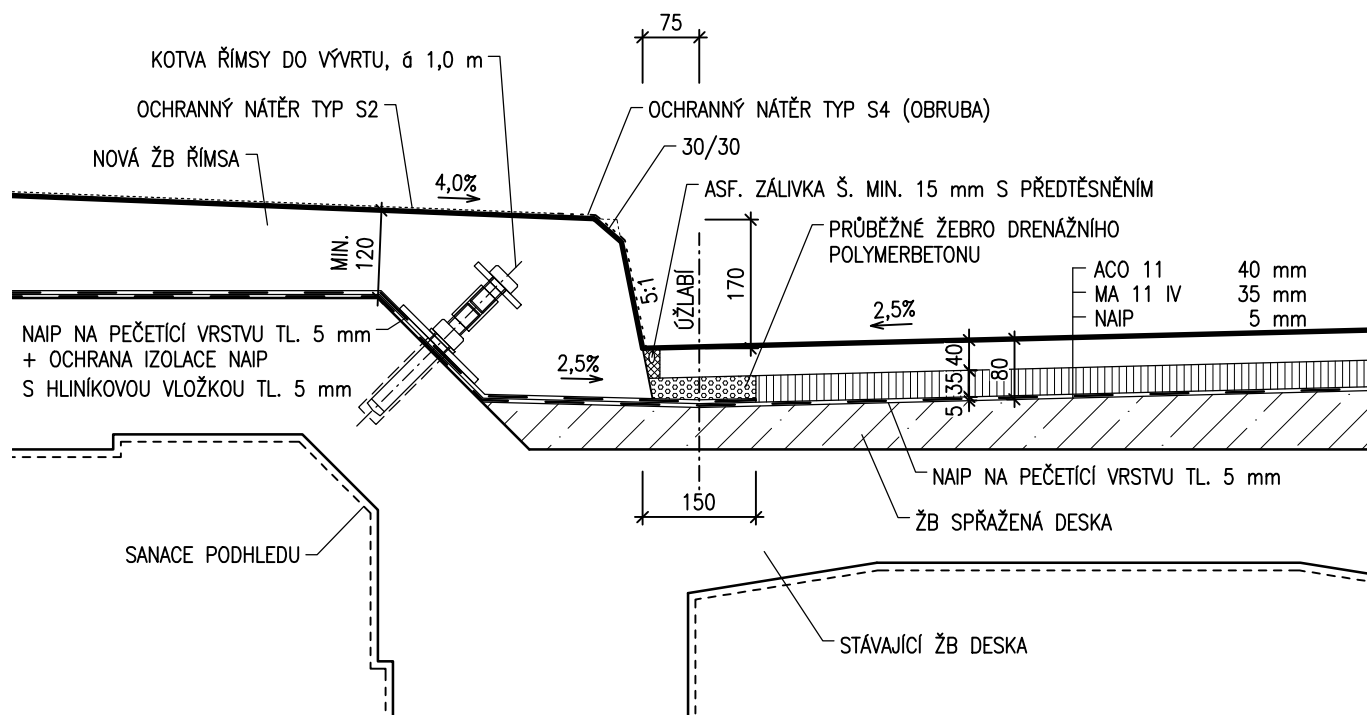 75
KOTVA ŘÍMSY DO VÝVRTU, á 1,0 m
OCHRANNÝ NÁTĚR TYP S2
OCHRANNÝ NÁTĚR TYP S4 (OBRUBA)
NOVÁ ŽB ŘÍMSA
30/30
4,0%
ASF. ZÁLIVKA Š. MIN. 15 mm S PŘEDTĚSNĚNÍM
PRŮBĚŽNÉ ŽEBRO DRENÁŽNÍHO
POLYMERBETONU
MIN.
120
5:1
ÚŽLABÍ
170
ACO 11 40 mm
MA 11 IV 35 mm
NAIP 5 mm
2,5%
NAIP NA PEČETÍCÍ VRSTVU TL. 5 mm
+ OCHRANA IZOLACE NAIP
S HLINÍKOVOU VLOŽKOU TL. 5 mm
2,5%
40
35
5
80
150
NAIP NA PEČETÍCÍ VRSTVU TL. 5 mm
ŽB SPŘAŽENÁ DESKA
SANACE PODHLEDU
STÁVAJÍCÍ ŽB DESKA